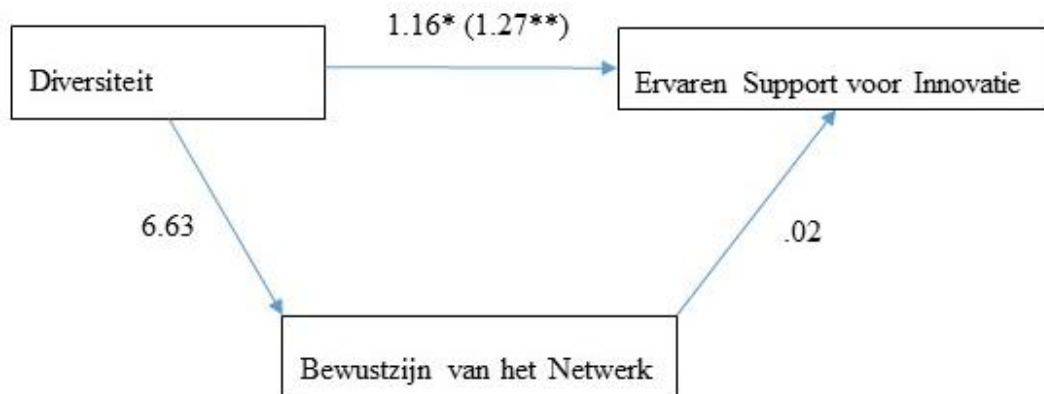 1.16* (1.27**)
Diversiteit
Ervaren Support voor Innovatie
6.63
.02
Bewustzijn van het Netwerk